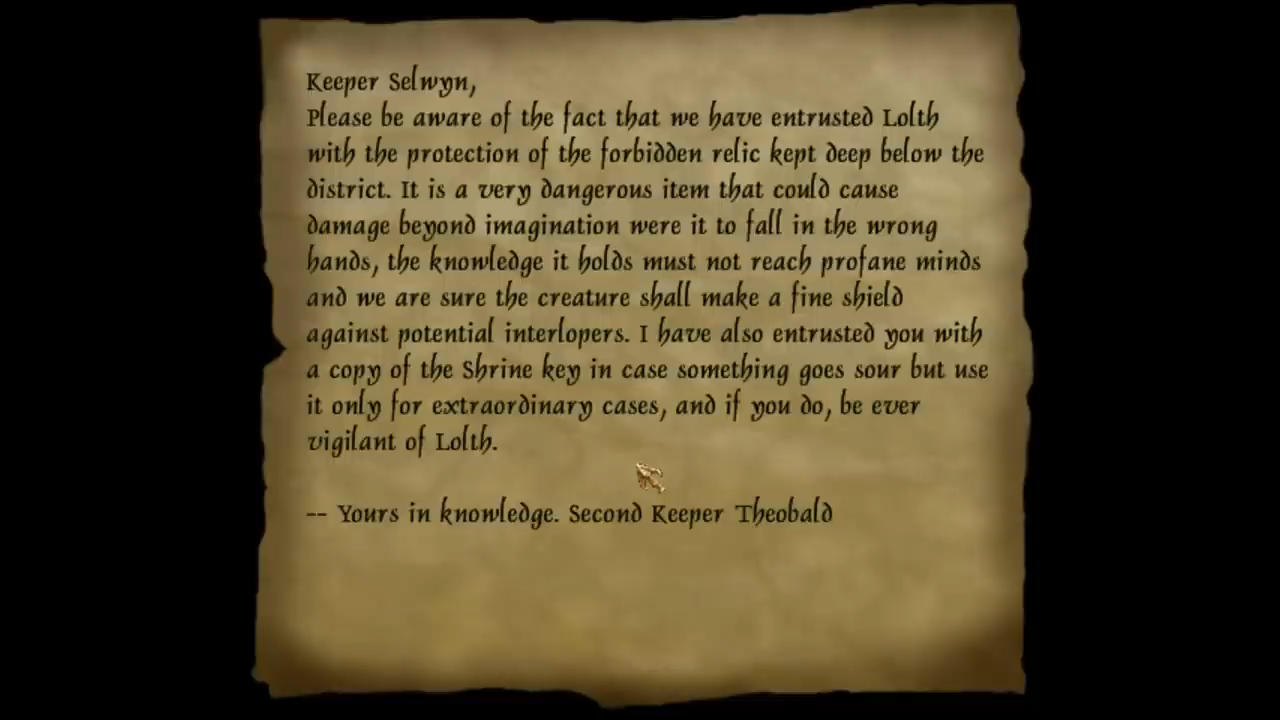 Keeper Selwyn,
Please be aware of the fact that we have entrusted Lolth
with the protection of the forbidden relic kept deep below the
district. It is a very dangerous item that could cause
damage beyond imagination were it to fall in the wrong
hands, the knowledge it holds must not reach profane minds
and we are sure the creature shall make a fine shield
against potential interlopers. I have also entrusted you with
a copy of the Shrine key in case something goes sour but use
it only for extraordinary cases, and if you do, be ever
vigilant of Lolth.
-- Yours in knowledge. Second Keeper Theobald